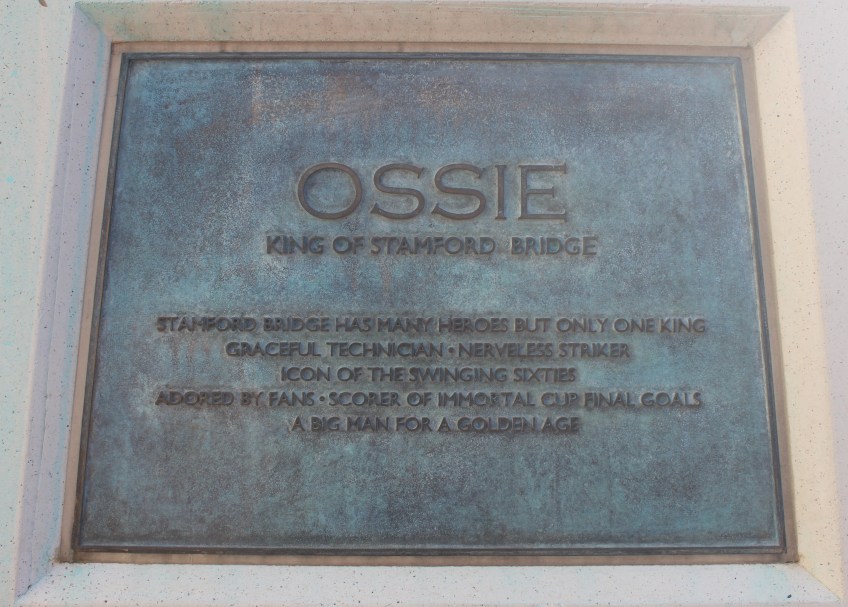 OSSIE
KING OF STAMFORD BRIDGE
STAMFORD BRIDGE HAS MANY HEROES BUT ONLY ONE KING
GRACEFUL TECHNICIAN • NERVELESS STRIKER
ICON OF THE SWINGING SIXTIES
ADORED BY FANS • SCORER OF IMMORTAL CUP FINAL GOALS
A BIG MAN FOR A GOLDEN AGE